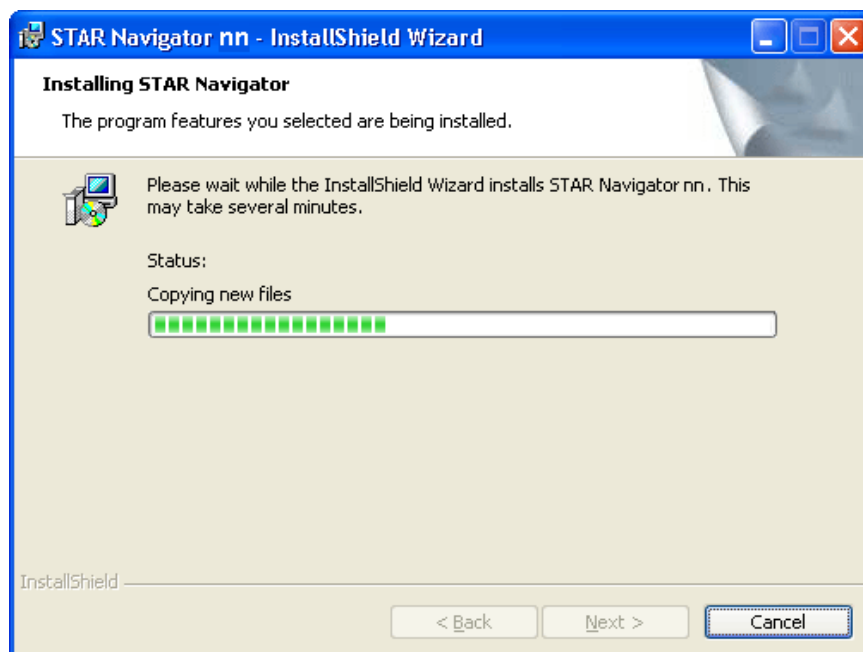 STAR Navigator nn - InstallShield Wizard
Installing STAR Navigator
The program features you selected are being installed.
Please wait while the InstallShield Wizard installs STAR Navigator nn. This
may take several minutes.
Status:
Copying new files
InstallShield
< Back Next > Cancel